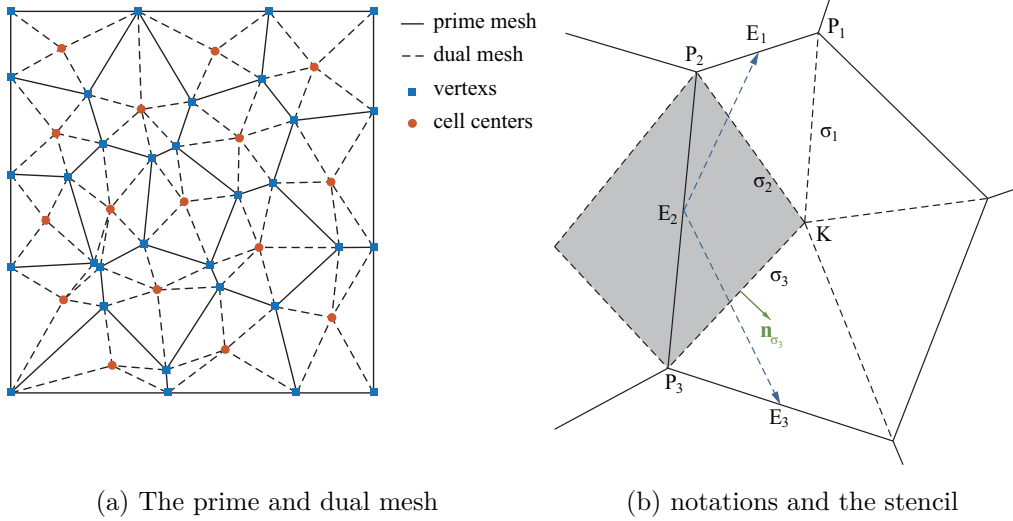 prime mesh
dual mesh
vertexs
cell centers
P₁
E₁
P₂
σ₁
σ₂
E₂
K
σ₃
n_σ₃
P₃
E₃
(a) The prime and dual mesh
(b) notations and the stencil